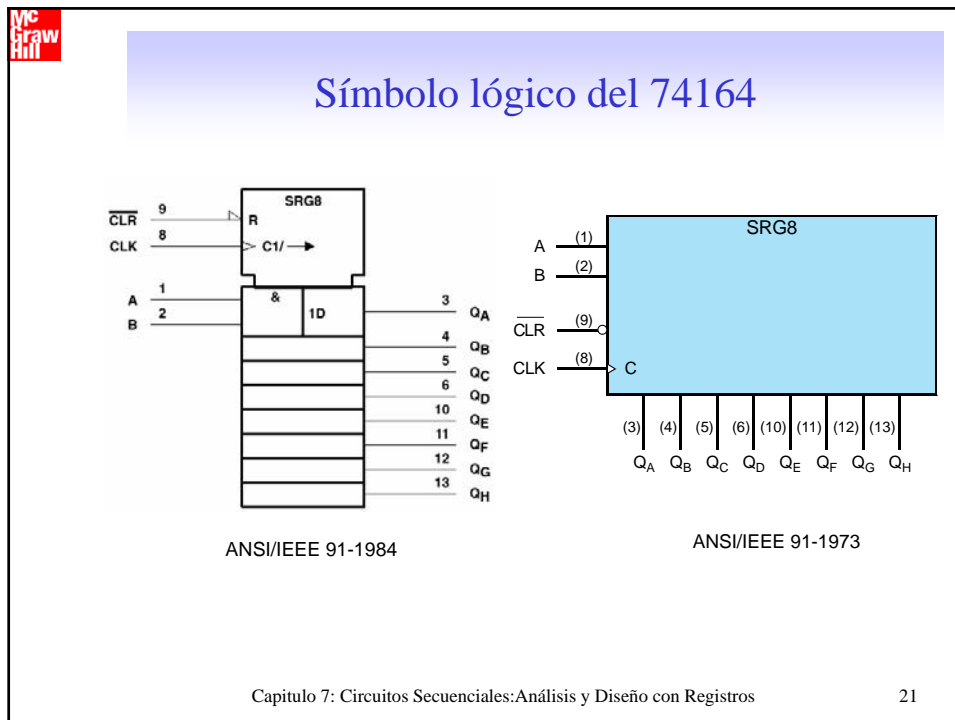 Mc
Graw
Hill
Símbolo lógico del 74164
SRG8
CLR 9 R
CLK 8 C1/
A 1 &
B 2 1D
3 QA
4 QB
5 QC
6 QD
10 QE
11 QF
12 QG
13 QH
ANSI/IEEE 91-1984
SRG8
A (1)
B (2)
CLR (9)
CLK (8) C
(3) (4) (5) (6) (10) (11) (12) (13)
QA QB QC QD QE QF QG QH
ANSI/IEEE 91-1973
Capitulo 7: Circuitos Secuenciales:Análisis y Diseño con Registros 21